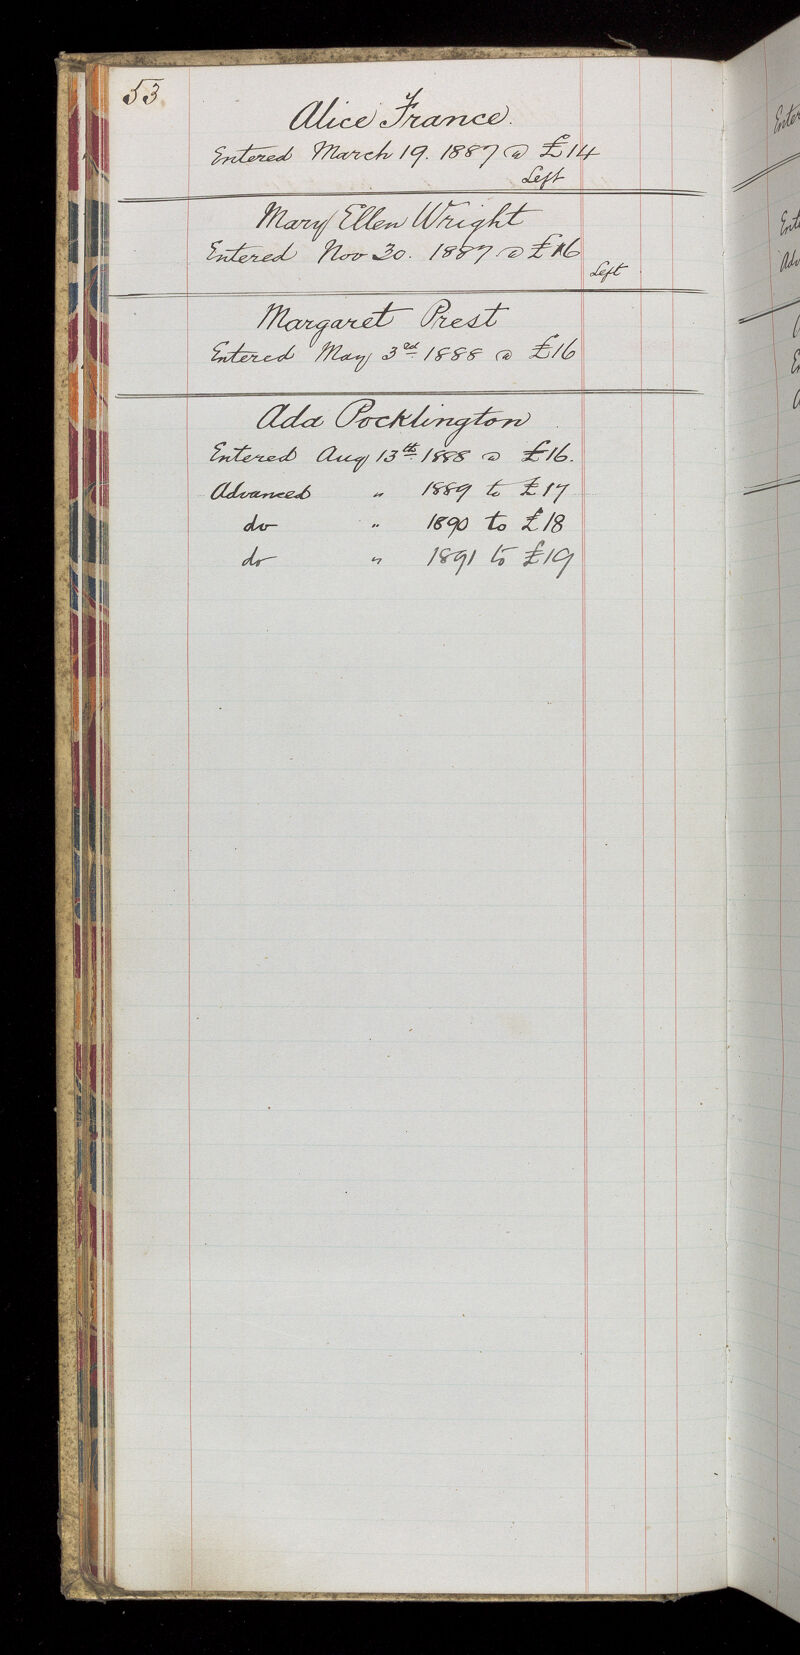 53
Alice France.
Entered March 19. 1887 @ £14
Left
Mary Ellen Wright
Entered Nov 30. 1887 @ £16
Left
Margaret Prest
Entered May 3rd 1888 @ £16
Ada Pocklington
Entered Aug 13th. 1888 @ £16.
Advanced " 1889 to £17
do " 1890 to £18
do " 1891 to £19